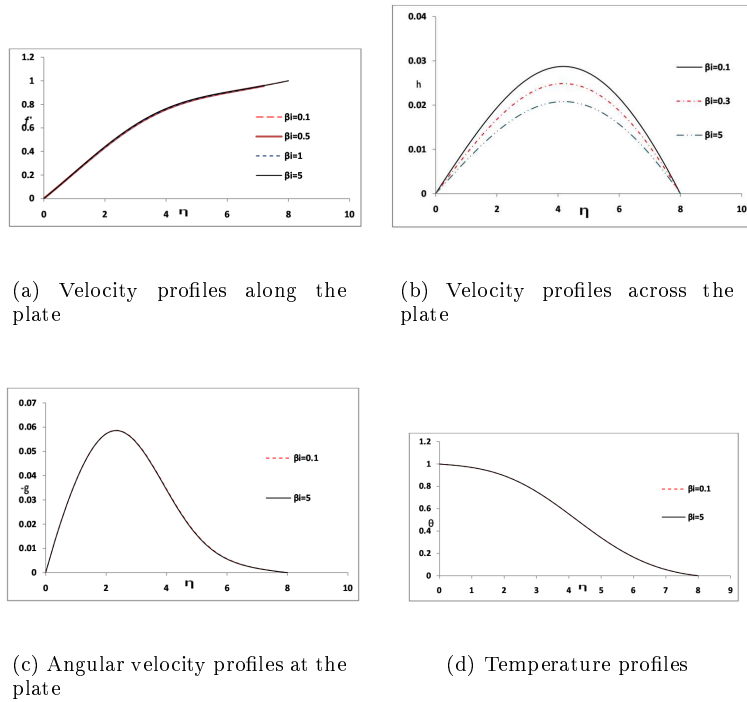 1.2
1
0.8
f'
0.6
0.4
0.2
0
0 2 4 6 8 10
η
βi=0.1
βi=0.5
βi=1
βi=5
0.04
0.03
h
0.02
0.01
0
0 2 4 6 8 10
η
βi=0.1
βi=0.3
βi=5
(a) Velocity profiles along the
plate
(b) Velocity profiles across the
plate
0.07
0.06
0.05
0.04
-g
0.03
0.02
0.01
0
0 2 4 6 8 10
η
βi=0.1
βi=5
1.2
1
0.8
0.6
θ
0.4
0.2
0
0 1 2 3 4 5 6 7 8 9
η
βi=0.1
βi=5
(c) Angular velocity profiles at the
plate
(d) Temperature profiles